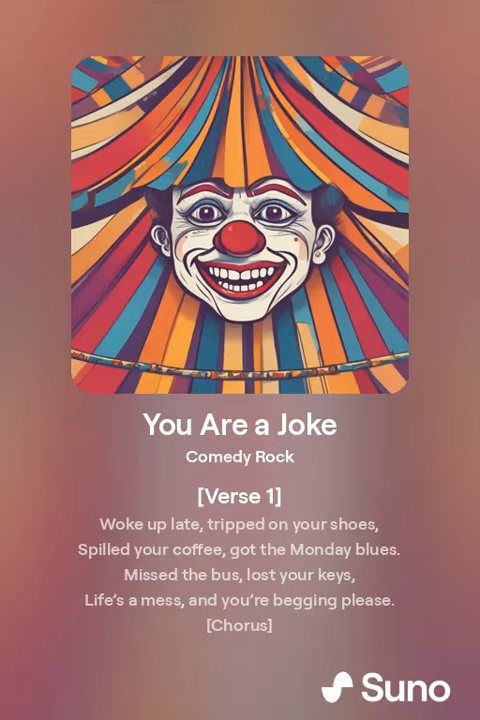 You Are a Joke
Comedy Rock
[Verse 1]
Woke up late, tripped on your shoes,
Spilled your coffee, got the Monday blues.
Missed the bus, lost your keys,
Life’s a mess, and you’re begging please.
[Chorus]
Suno